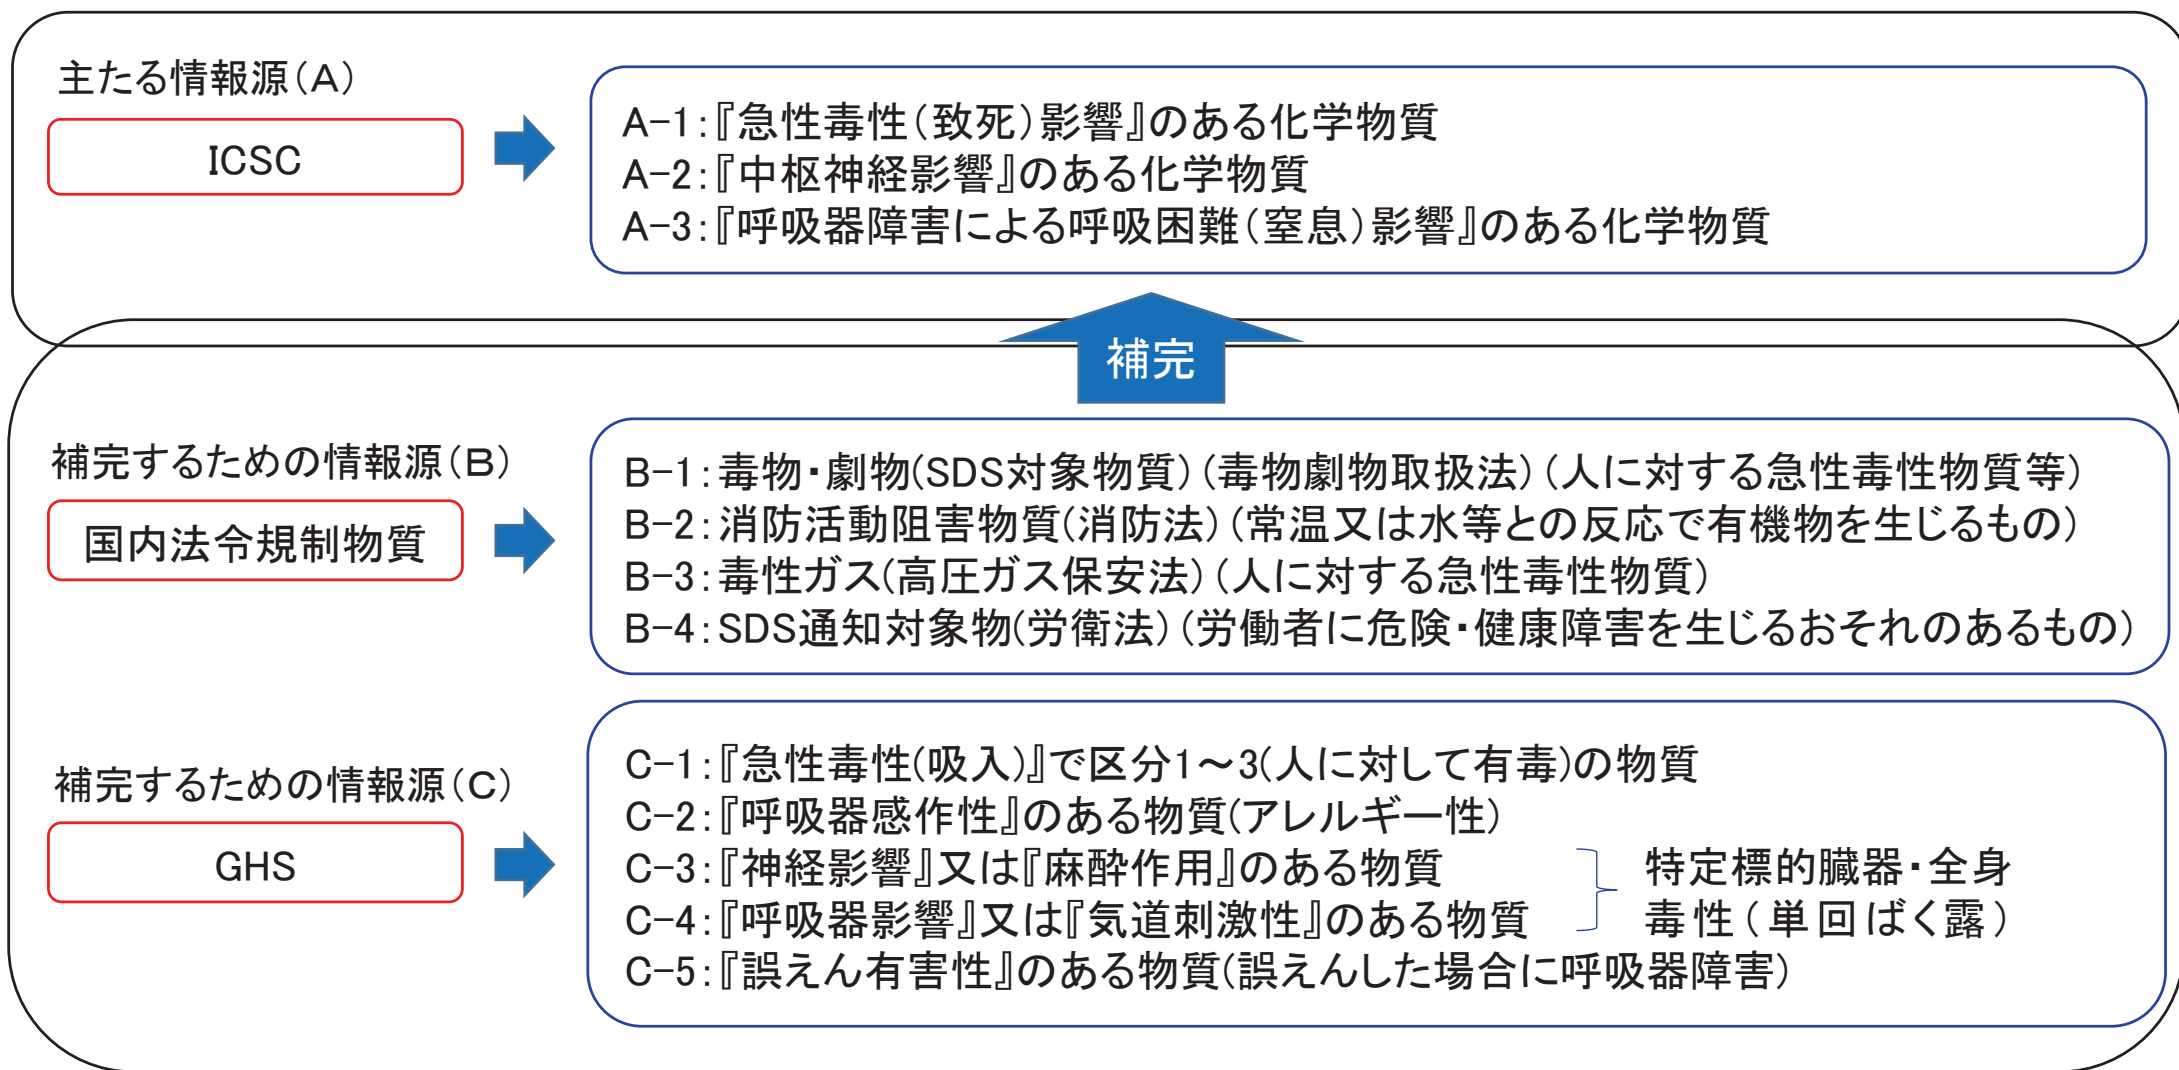 主たる情報源(A)
ICSC
A-1:『急性毒性(致死)影響』のある化学物質
A-2:『中枢神経影響』のある化学物質
A-3:『呼吸器障害による呼吸困難(窒息)影響』のある化学物質
補完
補完するための情報源(B)
国内法令規制物質
B-1:毒物・劇物(SDS対象物質)(毒物劇物取扱法)(人に対する急性毒性物質等)
B-2:消防活動阻害物質(消防法)(常温又は水等との反応で有機物を生じるもの)
B-3:毒性ガス(高圧ガス保安法)(人に対する急性毒性物質)
B-4:SDS通知対象物(労衛法)(労働者に危険・健康障害を生じるおそれのあるもの)
補完するための情報源(C)
GHS
C-1:『急性毒性(吸入)』で区分1~3(人に対して有毒)の物質
C-2:『呼吸器感作性』のある物質(アレルギー性)
C-3:『神経影響』又は『麻酔作用』のある物質
C-4:『呼吸器影響』又は『気道刺激性』のある物質
特定標的臓器・全身
毒性(単回ばく露)
C-5:『誤えん有害性』のある物質(誤えんした場合に呼吸器障害)